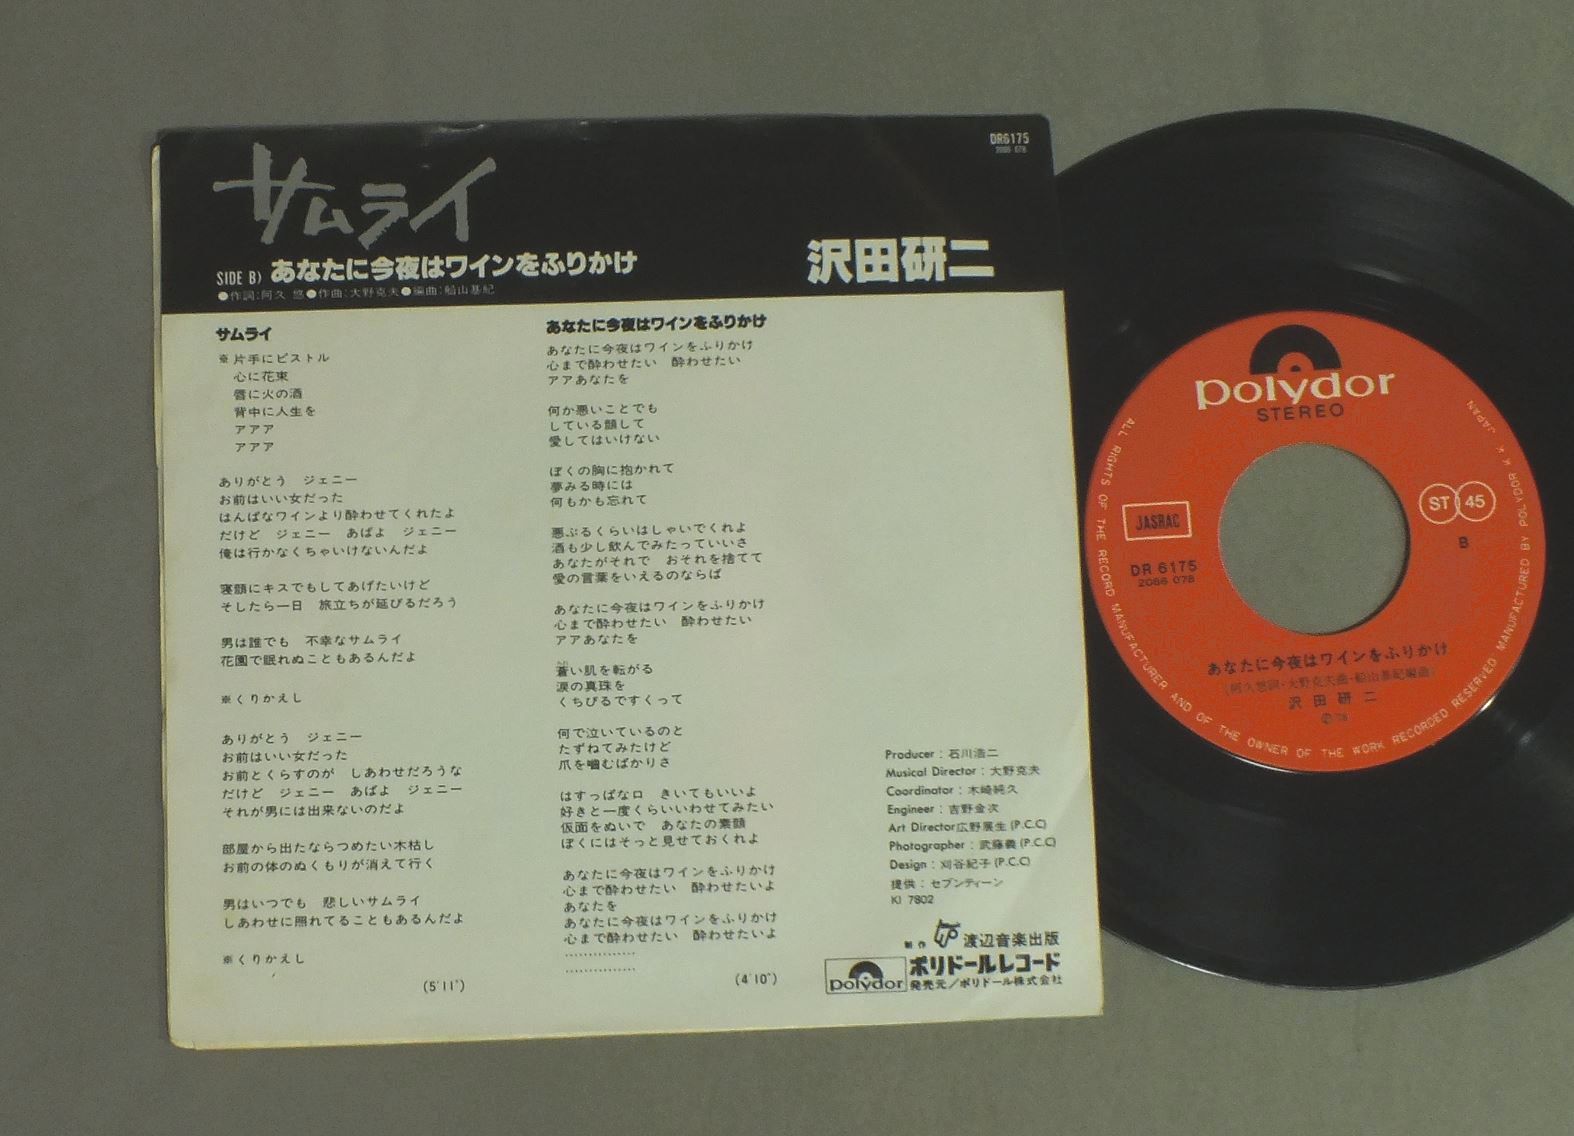 サムライ
DR6175
2066 078
SIDE B) あなたに今夜はワインをふりかけ
沢田研二
●作詞:阿久 悠●作曲:大野克夫●編曲:船山基紀
サムライ
※片手にピストル
心に花束
唇に火の酒
背中に人生を
アアア
アアア
ありがとう ジェニー
お前はいい女だった
はんぱなワインより酔わせてくれたよ
だけど ジェニー あばよ ジェニー
俺は行かなくちゃいけないんだよ
寝顔にキスでもしてあげたいけど
そしたら一日 旅立ちが延びるだろう
男は誰でも 不幸なサムライ
花園で眠れぬこともあるんだよ
※くりかえし
ありがとう ジェニー
お前はいい女だった
お前とくらすのが しあわせだろうな
だけど ジェニー あばよ ジェニー
それが男には出来ないのだよ
部屋から出たならつめたい木枯し
お前の体のぬくもりが消えて行く
男はいつでも 悲しいサムライ
しあわせに照れてることもあるんだよ
※くりかえし
(5'11")
あなたに今夜はワインをふりかけ
あなたに今夜はワインをふりかけ
心まで酔わせたい 酔わせたい
アアあなたを
何か悪いことでも
している顔して
愛してはいけない
ぼくの胸に抱かれて
夢みる時には
何もかも忘れて
悪ぶるくらいはしゃいでくれよ
酒も少し飲んでみたっていいさ
あなたがそれで おそれを捨てて
愛の言葉をいえるのならば
あなたに今夜はワインをふりかけ
心まで酔わせたい 酔わせたい
アアあなたを
蒼い肌を転がる
涙の真珠を
くちびるですくって
何で泣いているのと
たずねてみたけど
爪を噛むばかりさ
はすっぱな口 きいてもいいよ
好きと一度くらいいわせてみたい
仮面をぬいで あなたの素顔
ぼくにはそっと見せておくれよ
あなたに今夜はワインをふりかけ
心まで酔わせたい 酔わせたいよ
あなたを
あなたに今夜はワインをふりかけ
心まで酔わせたい 酔わせたいよ
……………
……………
(4'10")
Producer : 石川浩二
Musical Director : 大野克夫
Coordinator : 木崎純久
Engineer : 吉野金次
Art Director広野展生(P.C.C)
Photographer : 武藤義(P.C.C)
Design : 刈谷紀子(P.C.C)
提供 : セブンティーン
KI 7802
制作 渡辺音楽出版
polydor ポリドールレコード
発売元/ポリドール株式会社
polydor
STEREO
JASRAC
ST 45
B
DR 6175
2066 078
あなたに今夜はワインをふりかけ
(阿久悠詞・大野克夫曲・船山基紀編曲)
沢田研二
Ⓟ'78
ALL RIGHTS OF THE RECORD MANUFACTURER AND OF THE OWNER OF THE WORK RECORDED RESERVED MANUFACTURED BY POLYDOR K.K. JAPAN